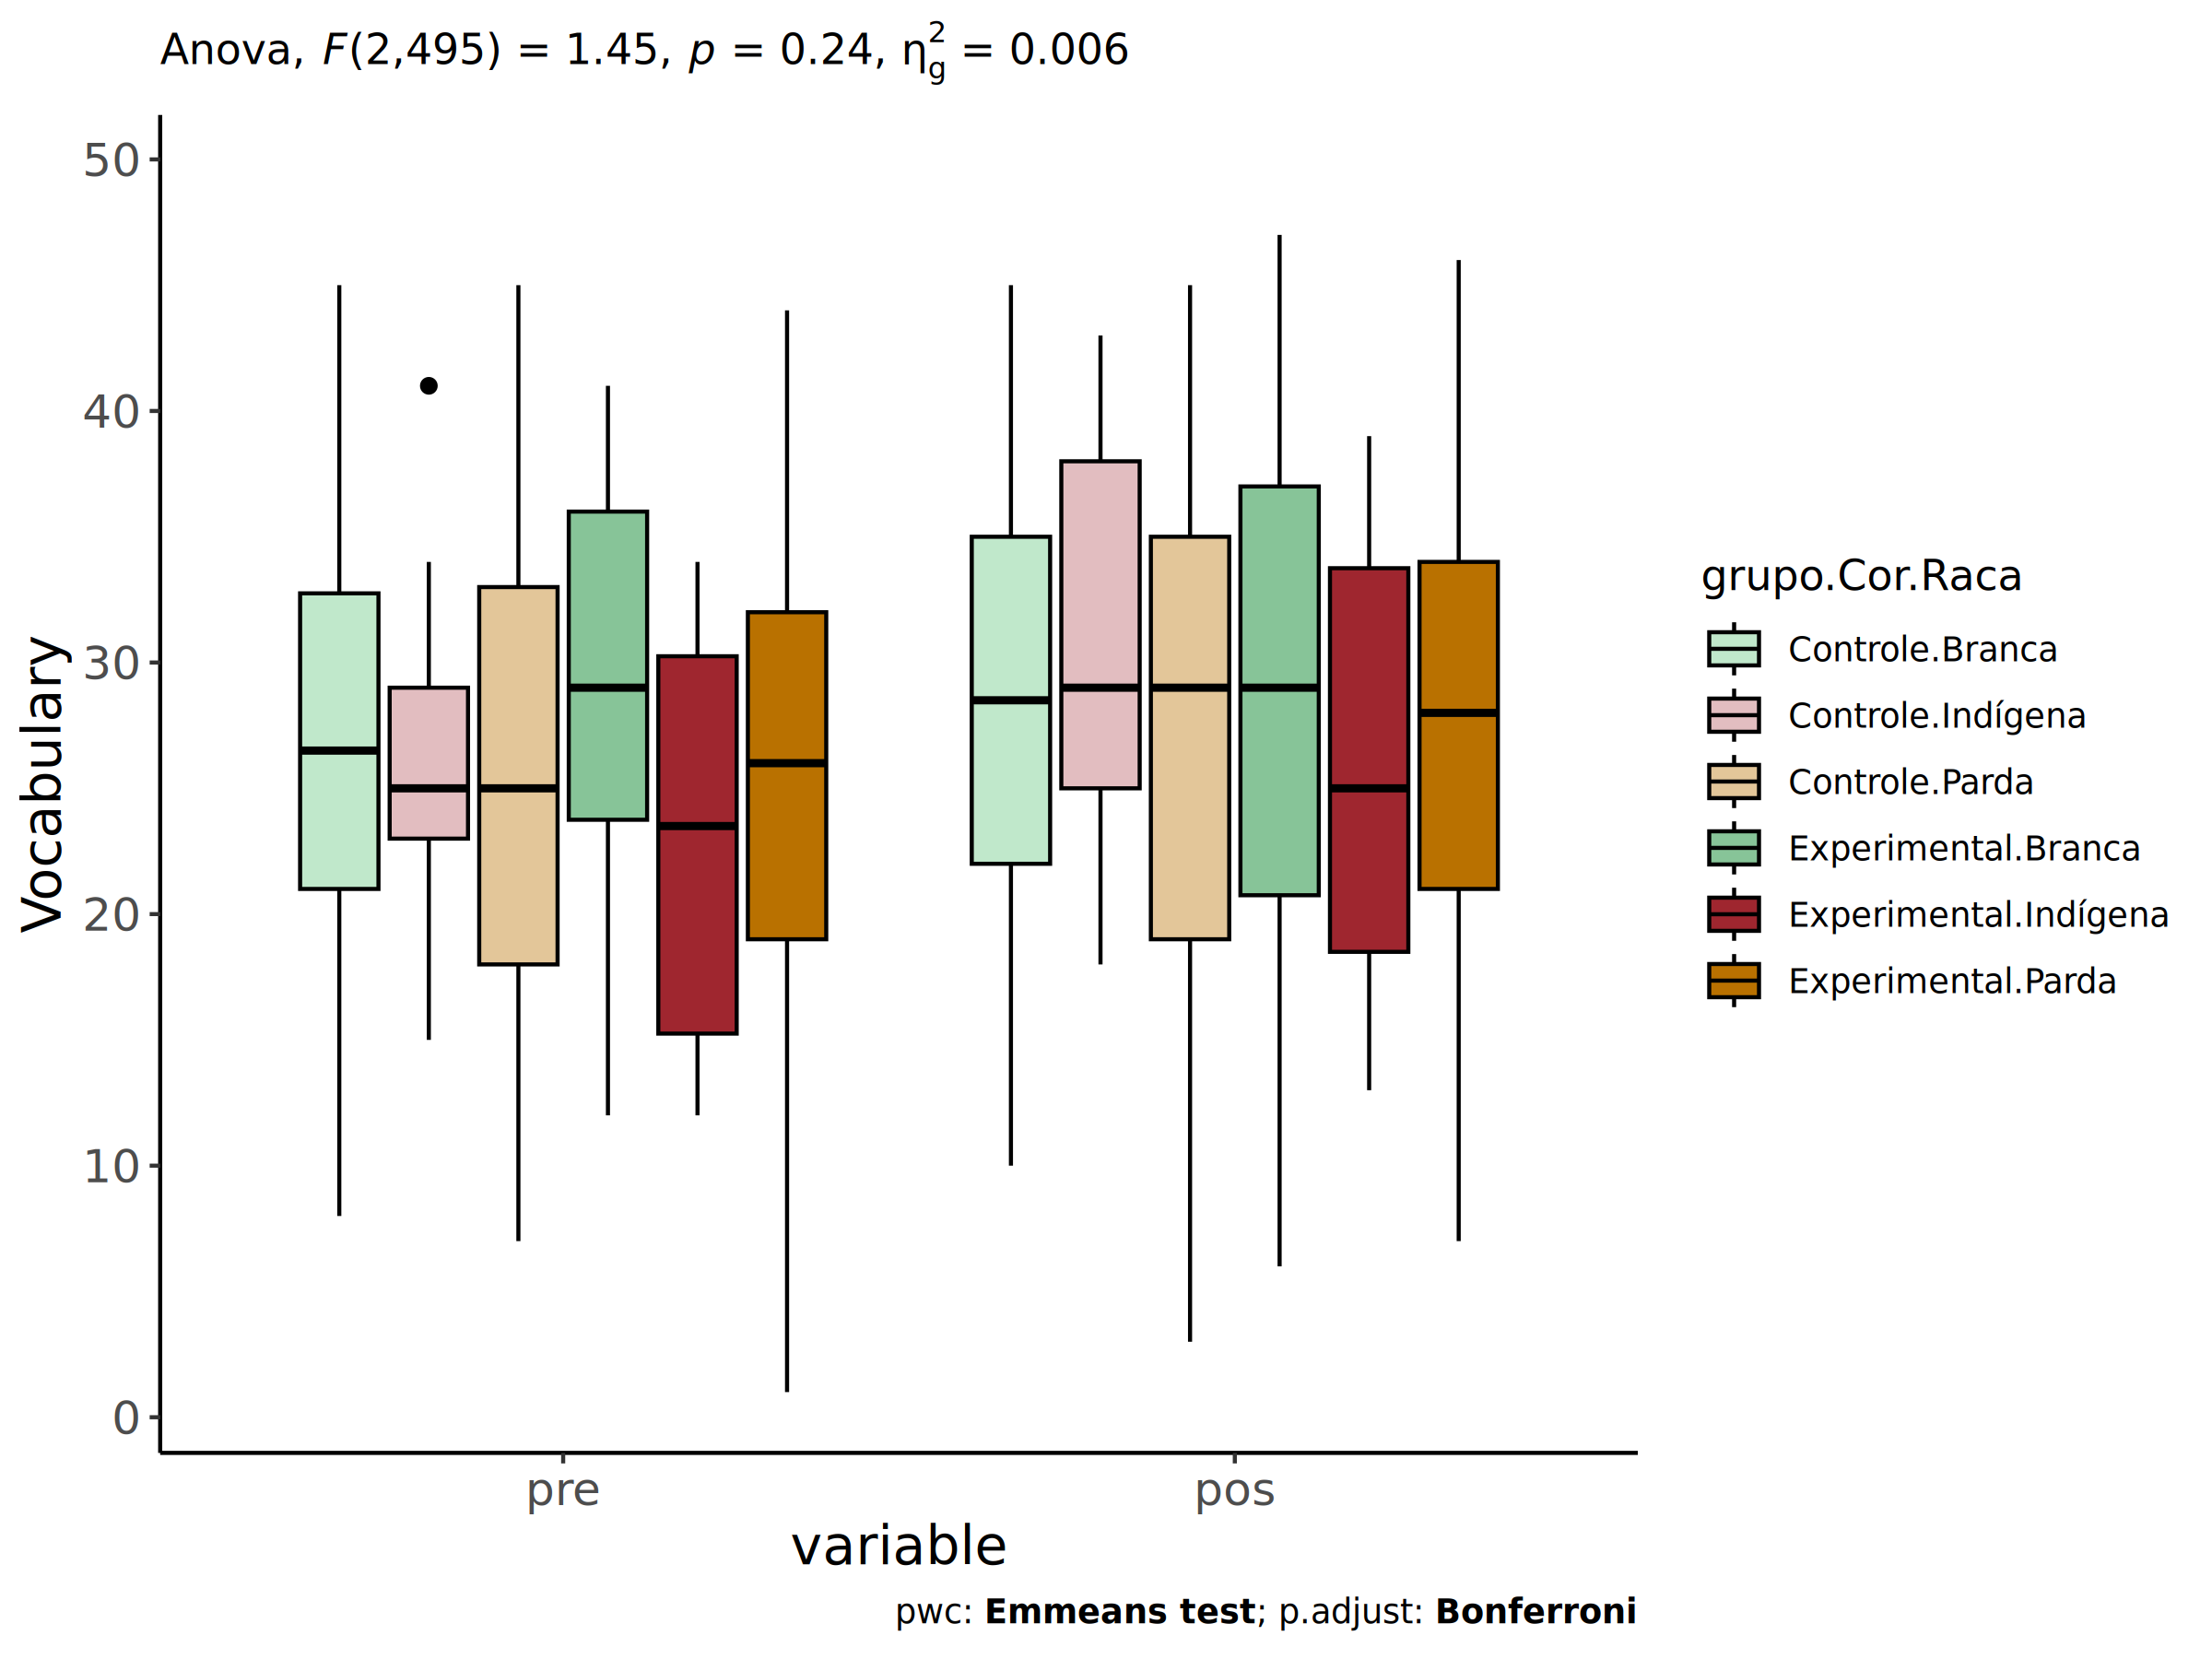 Anova, F(2,495) = 1.45, p = 0.24, η²g = 0.006
Vocabulary
50
40
30
20
10
0
pre
pos
variable
grupo.Cor.Raca
Controle.Branca
Controle.Indígena
Controle.Parda
Experimental.Branca
Experimental.Indígena
Experimental.Parda
pwc: Emmeans test; p.adjust: Bonferroni